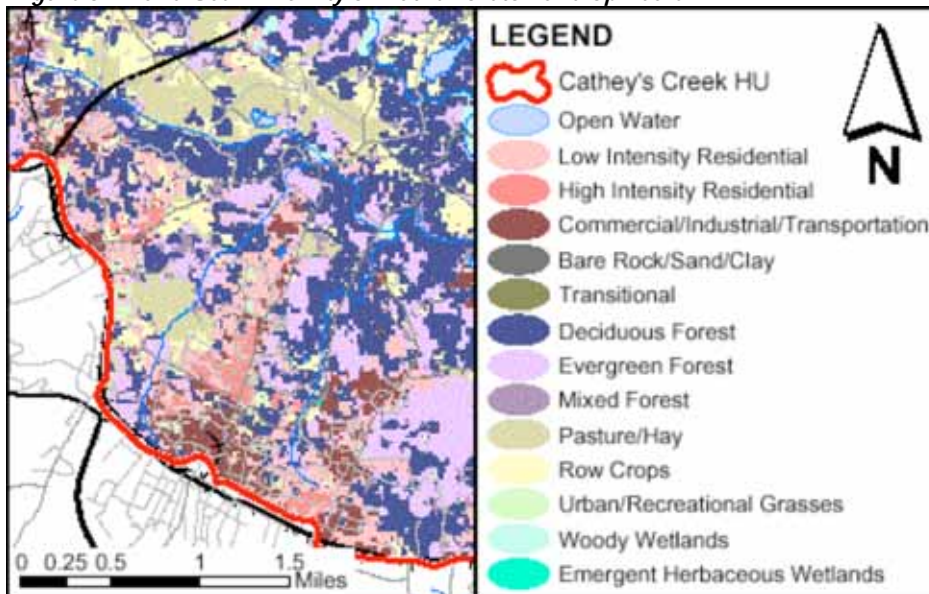 LEGEND
Cathey's Creek HU
Open Water
Low Intensity Residential
High Intensity Residential
Commercial/Industrial/Transportation
Bare Rock/Sand/Clay
Transitional
Deciduous Forest
Evergreen Forest
Mixed Forest
Pasture/Hay
Row Crops
Urban/Recreational Grasses
Woody Wetlands
Emergent Herbaceous Wetlands
N
0 0.25 0.5 1 1.5
Miles